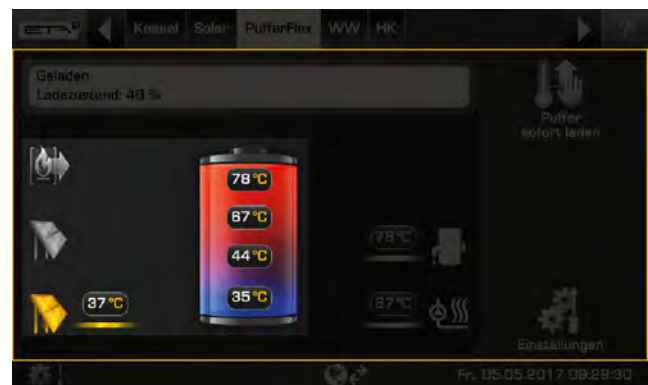 ETA
Kessel Solar PufferFlex WW HK ?
Geladen
Ladezustand: 48 %
Puffer
sofort laden
78 °C
67 °C
44 °C
35 °C
37 °C
78 °C
67 °C
Einstellungen
Fr. 05.05.2017 09:29:30